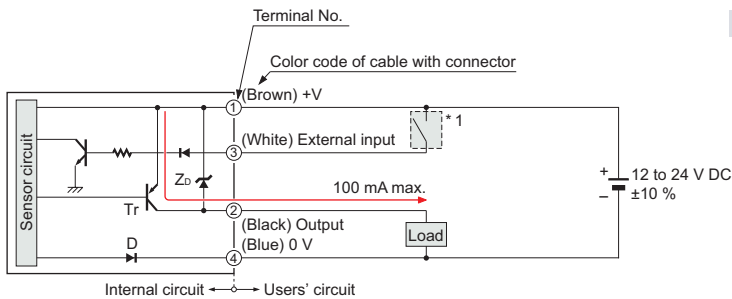 Terminal No.
Color code of cable with connector
(Brown) +V
1
* 1
(White) External input
3
Sensor circuit
ZD
100 mA max.
+ 12 to 24 V DC
– ±10 %
Tr
2
(Black) Output
Load
(Blue) 0 V
D
4
Internal circuit Users' circuit